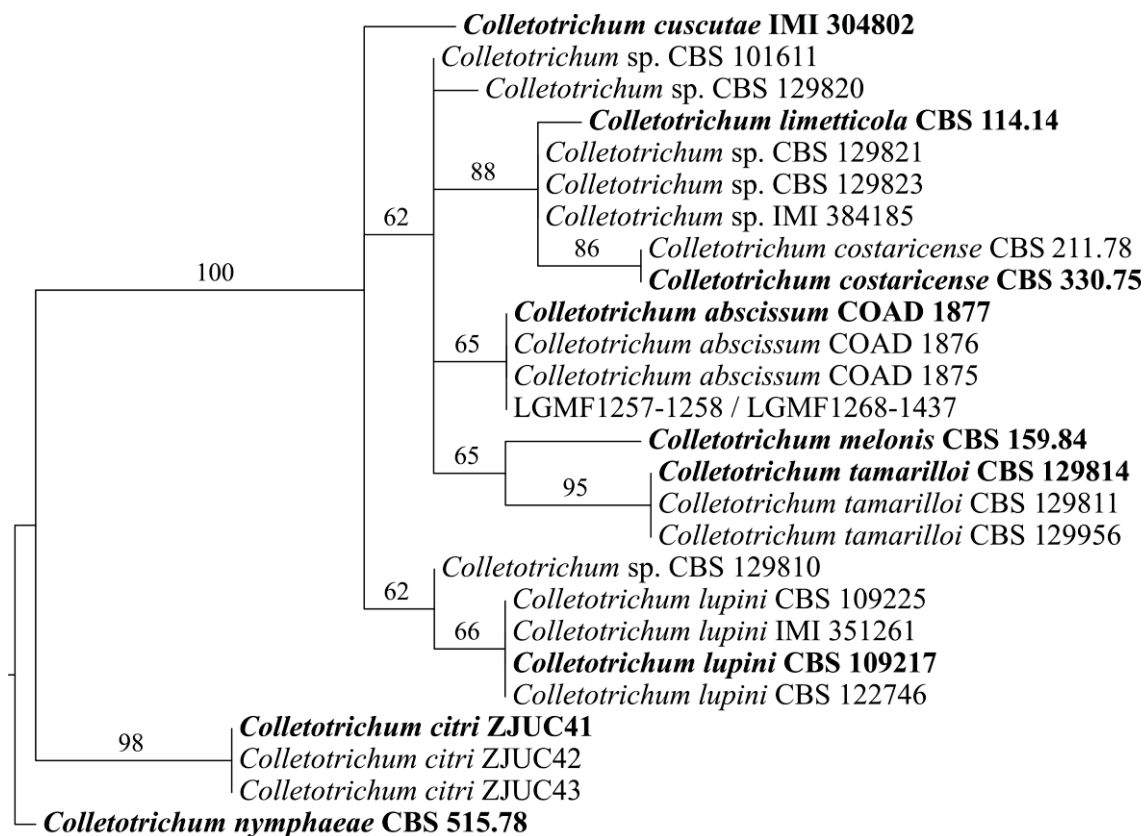 Colletotrichum cuscutae IMI 304802
Colletotrichum sp. CBS 101611
Colletotrichum sp. CBS 129820
Colletotrichum limetticola CBS 114.14
88
Colletotrichum sp. CBS 129821
Colletotrichum sp. CBS 129823
62
Colletotrichum sp. IMI 384185
86
Colletotrichum costaricense CBS 211.78
100
Colletotrichum costaricense CBS 330.75
Colletotrichum abscissum COAD 1877
65
Colletotrichum abscissum COAD 1876
Colletotrichum abscissum COAD 1875
LGMF1257-1258 / LGMF1268-1437
Colletotrichum melonis CBS 159.84
65
Colletotrichum tamarilloi CBS 129814
95
Colletotrichum tamarilloi CBS 129811
Colletotrichum tamarilloi CBS 129956
Colletotrichum sp. CBS 129810
62
Colletotrichum lupini CBS 109225
66
Colletotrichum lupini IMI 351261
Colletotrichum lupini CBS 109217
Colletotrichum lupini CBS 122746
Colletotrichum citri ZJUC41
98
Colletotrichum citri ZJUC42
Colletotrichum citri ZJUC43
Colletotrichum nymphaeae CBS 515.78